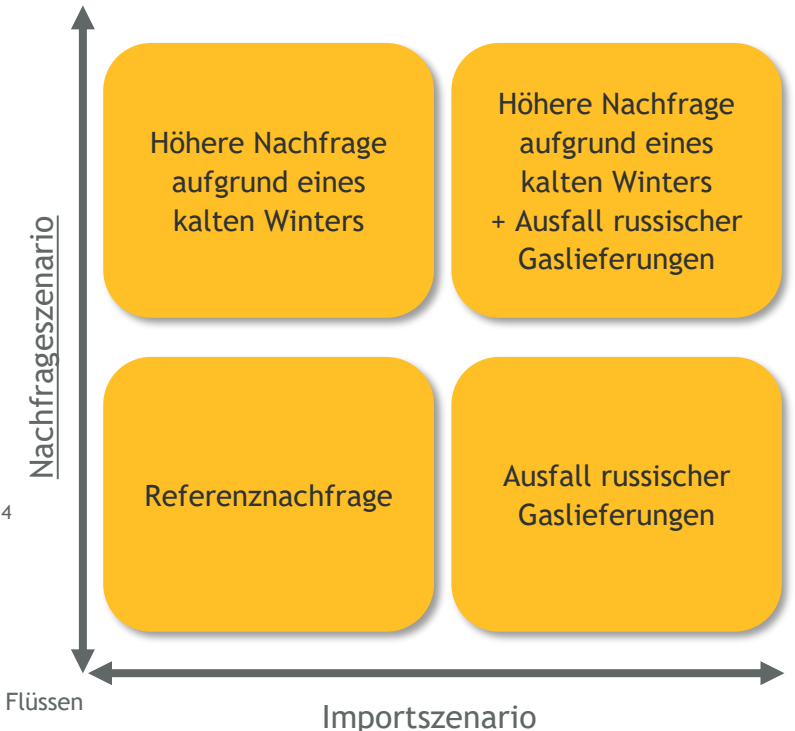 Nachfrageszenario
Höhere Nachfrage
aufgrund eines
kalten Winters
Höhere Nachfrage
aufgrund eines
kalten Winters
+ Ausfall russischer
Gaslieferungen
Referenznachfrage
Ausfall russischer
Gaslieferungen
4
Flüssen
Importszenario